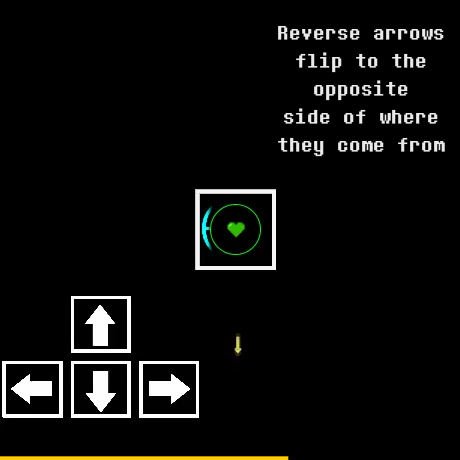 Reverse arrows
flip to the
opposite
side of where
they come from